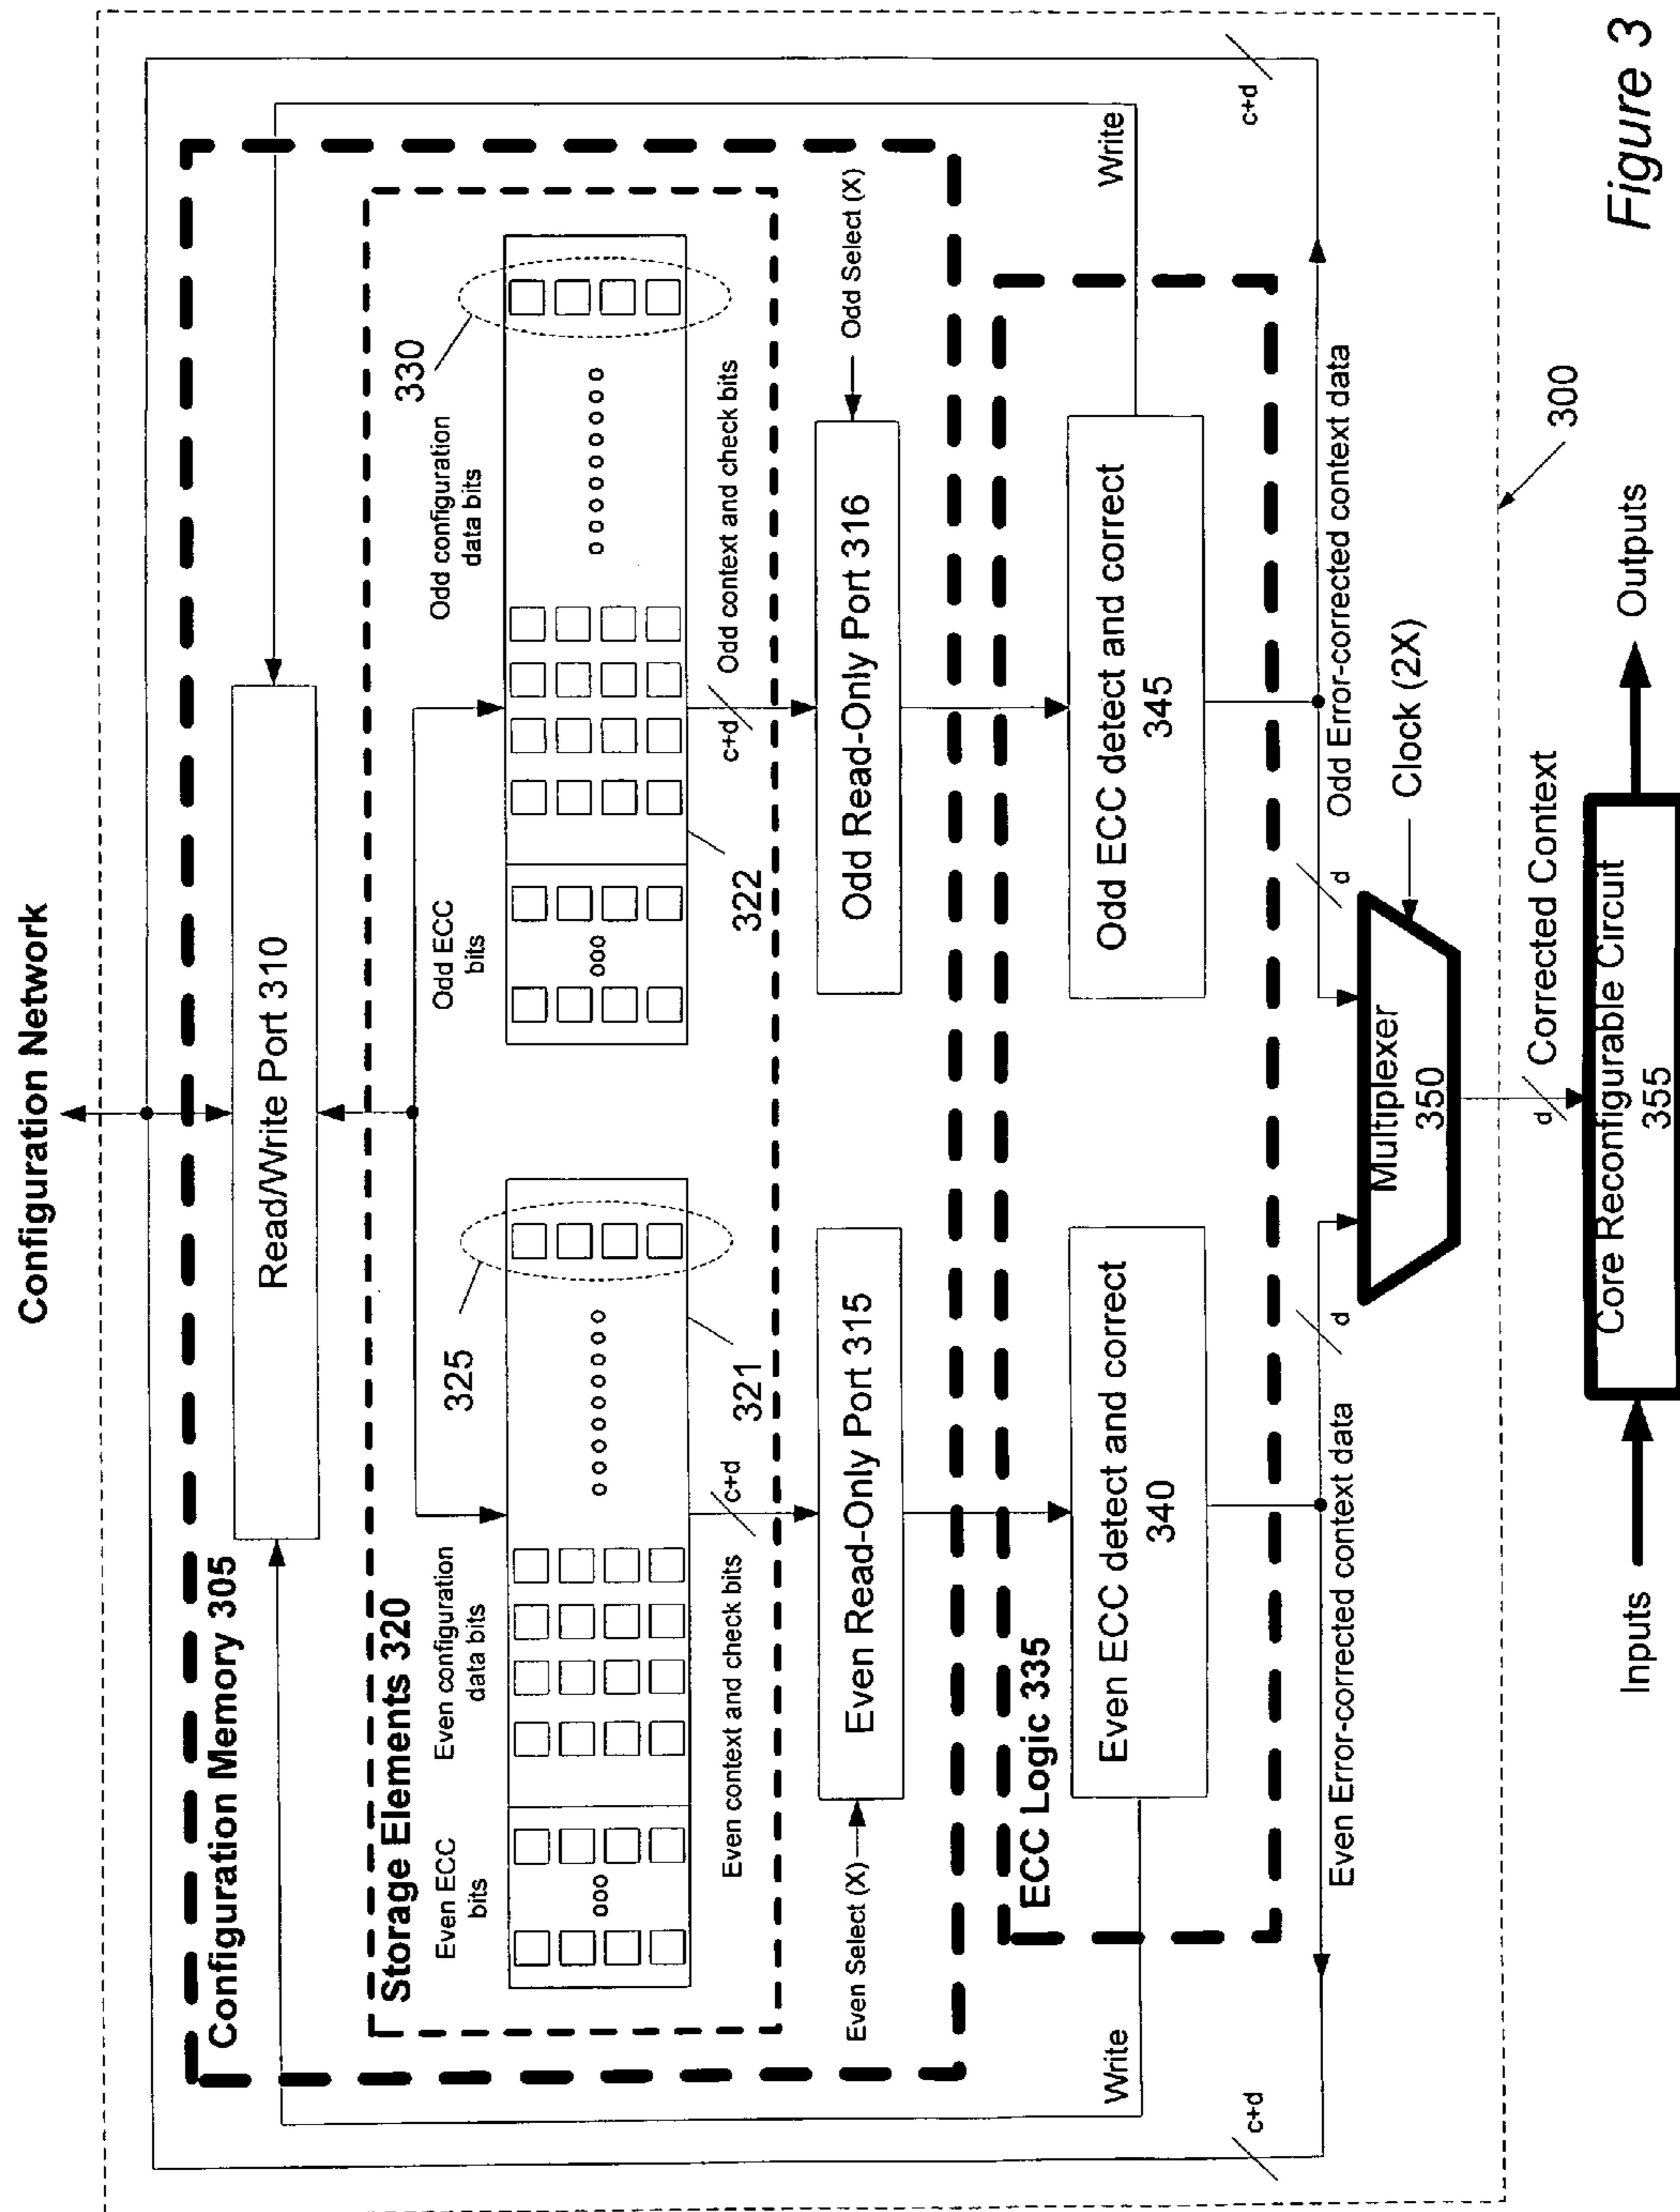 Configuration Network
Configuration Memory 305
Read/Write Port 310
Storage Elements 320
Even ECC
bits
Even configuration
data bits
325
Odd ECC
bits
Odd configuration
data bits
330
ooo
oooooooo
ooo
oooooooo
321
322
Even context and check bits
c+d
c+d
Odd context and check bits
Even Select (X)
Even Read-Only Port 315
Odd Read-Only Port 316
Odd Select (X)
ECC Logic 335
Even ECC detect and correct
340
Odd ECC detect and correct
345
Write
Write
c+d
c+d
Even Error-corrected context data
d
d
Odd Error-corrected context data
Multiplexer
350
Clock (2X)
d
Corrected Context
300
Inputs
Core Reconfigurable Circuit
355
Outputs
Figure 3